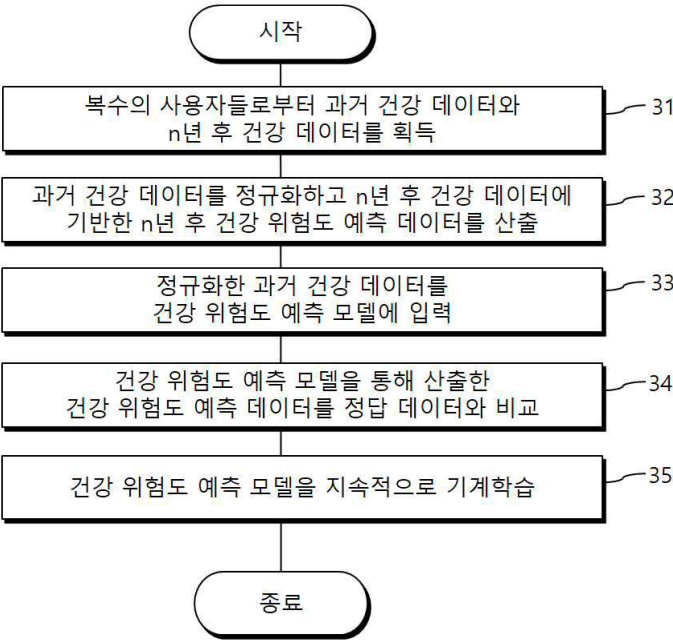 시작
복수의 사용자들로부터 과거 건강 데이터와
n년 후 건강 데이터를 획득
31
과거 건강 데이터를 정규화하고 n년 후 건강 데이터에
기반한 n년 후 건강 위험도 예측 데이터를 산출
32
정규화한 과거 건강 데이터를
건강 위험도 예측 모델에 입력
33
건강 위험도 예측 모델을 통해 산출한
건강 위험도 예측 데이터를 정답 데이터와 비교
34
건강 위험도 예측 모델을 지속적으로 기계학습
35
종료